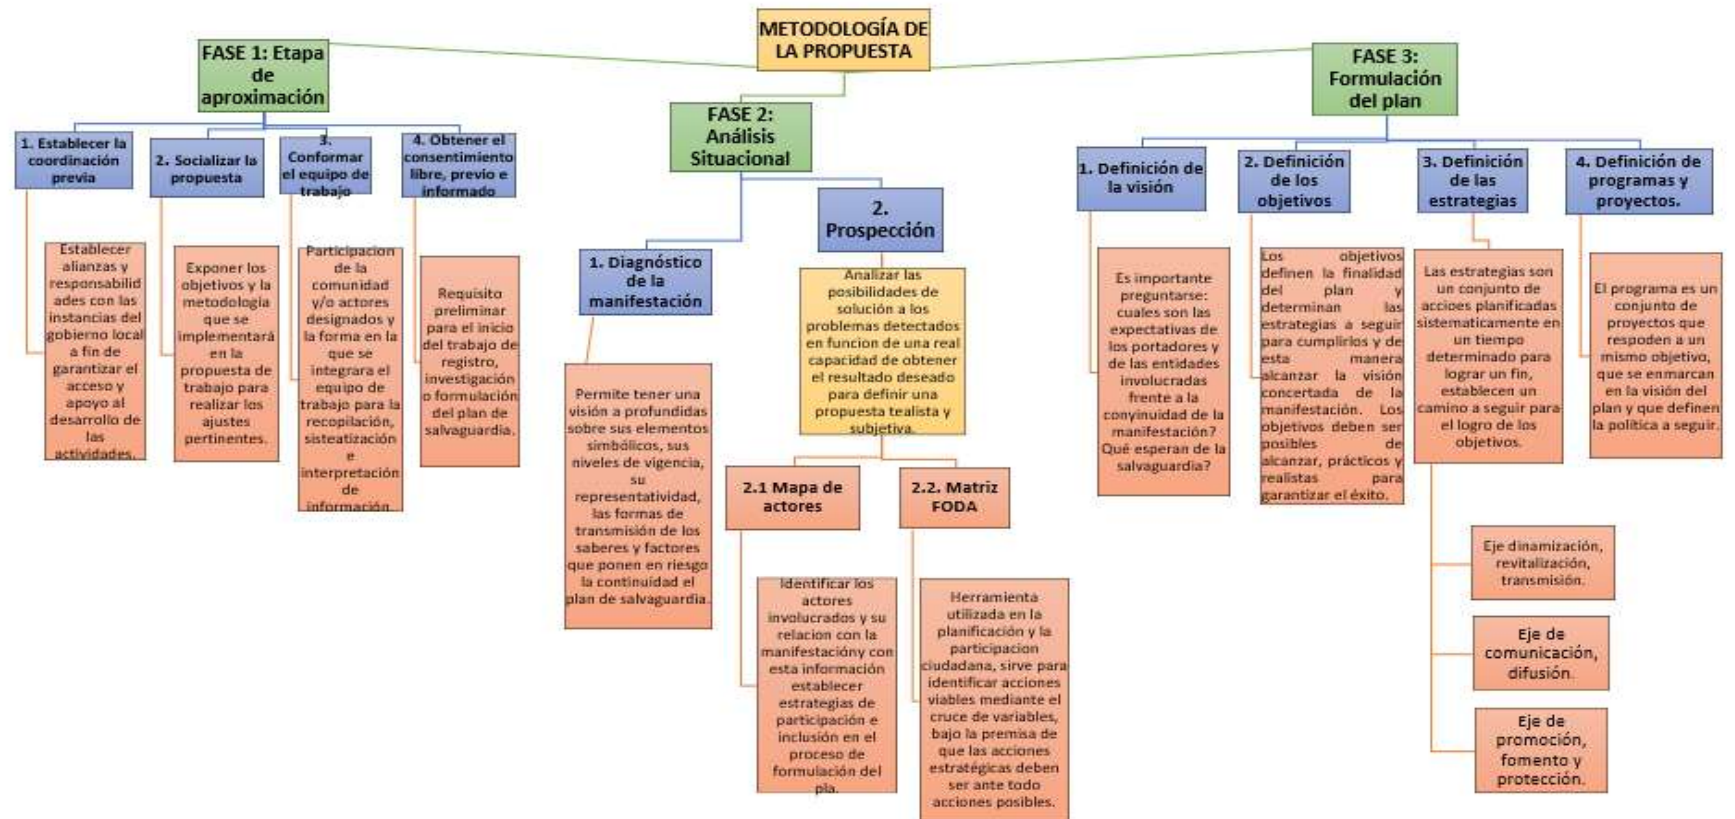 METODOLOGÍA DE
LA PROPUESTA
FASE 1: Etapa
de
aproximación
1. Establecer la
coordinación
previa
Establecer
alianzas y
responsabilid
ades con las
instancias del
gobierno local
a fin de
garantizar el
acceso y
apoyo al
desarrollo de
las
actividades.
2. Socializar la
propuesta
Exponer los
objetivos y la
metodología
que se
implementará
en la
propuesta de
trabajo para
realizar los
ajustes
pertinentes.
3.
Conformar
el equipo de
trabajo
Participacion
de la
comunidad
y/o actores
designados y
la forma en la
que se
integrara el
equipo de
trabajo para la
recopilación,
sisteatización
e
interpretación
de
información.
4. Obtener el
consentimiento
libre, previo e
informado
Requisito
preliminar
para el inicio
del trabajo de
registro,
investigación
o formulación
del plan de
salvaguardia.
FASE 2:
Análisis
Situacional
1. Diagnóstico
de la
manifestación
Permite tener una
visión a profundidas
sobre sus elementos
simbólicos, sus
niveles de vigencia,
su
representatividad,
las formas de
transmisión de los
saberes y factores
que ponen en riesgo
la continuidad el
plan de salvaguardia.
2.
Prospección
Analizar las
posibilidades de
solución a los
problemas detectados
en funcion de una real
capacidad de obtener
el resultado deseado
para definir una
propuesta tealista y
subjetiva.
2.1 Mapa de
actores
Identificar los
actores
involucrados y su
relacion con la
manifestacióny con
esta información
establecer
estrategias de
participación e
inclusión en el
proceso de
formulación del
pla.
2.2. Matriz
FODA
Herramienta
utilizada en la
planificación y la
participacion
ciudadana, sirve para
identificar acciones
viables mediante el
cruce de variables,
bajo la premisa de
que las acciones
estratégicas deben
ser ante todo
acciones posibles.
FASE 3:
Formulación
del plan
1. Definición de
la visión
Es importante
preguntarse:
cuales son las
expectativas de
los portadores y
de las entidades
involucradas
frente a la
conyinuidad de la
manifestación?
Qué esperan de la
salvaguardia?
2. Definición
de los
objetivos
Los objetivos
definen la finalidad
del plan y
determinan las
estrategias a seguir
para cumplirlos y de
esta manera
alcanzar la visión
concertada de la
manifestación. Los
objetivos deben ser
posibles de
alcanzar, prácticos y
realistas para
garantizar el éxito.
3. Definición
de las
estrategias
Las estrategias son
un conjunto de
accioes planificadas
sistematicamente en
un tiempo
determinado para
lograr un fin,
establecen un
camino a seguir para
el logro de los
objetivos.
Eje dinamización,
revitalización,
transmisión.
Eje de
comunicación,
difusión.
Eje de
promoción,
fomento y
protección.
4. Definición de
programas y
proyectos.
El programa es un
conjunto de
proyectos que
respoden a un
mismo objetivo,
que se enmarcan
en la visión del
plan y que definen
la política a seguir.